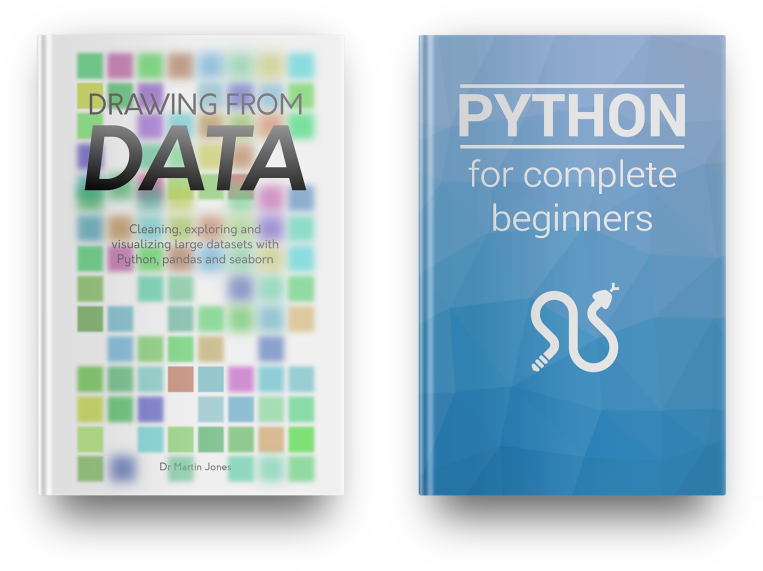 DRAWING FROM
DATA
Cleaning, exploring and
visualizing large datasets with
Python, pandas and seaborn
Dr Martin Jones
PYTHON
for complete
beginners